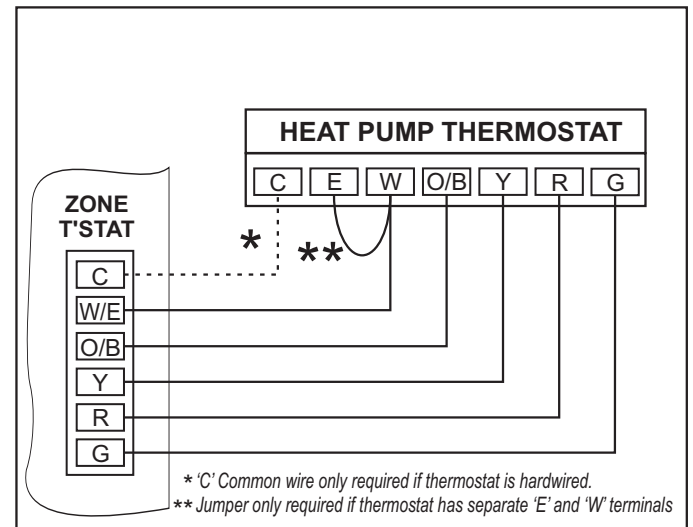 HEAT PUMP THERMOSTAT
C E W O/B Y R G
ZONE
T'STAT
* **
C
W/E
O/B
Y
R
G
* 'C' Common wire only required if thermostat is hardwired.
** Jumper only required if thermostat has separate 'E' and 'W' terminals